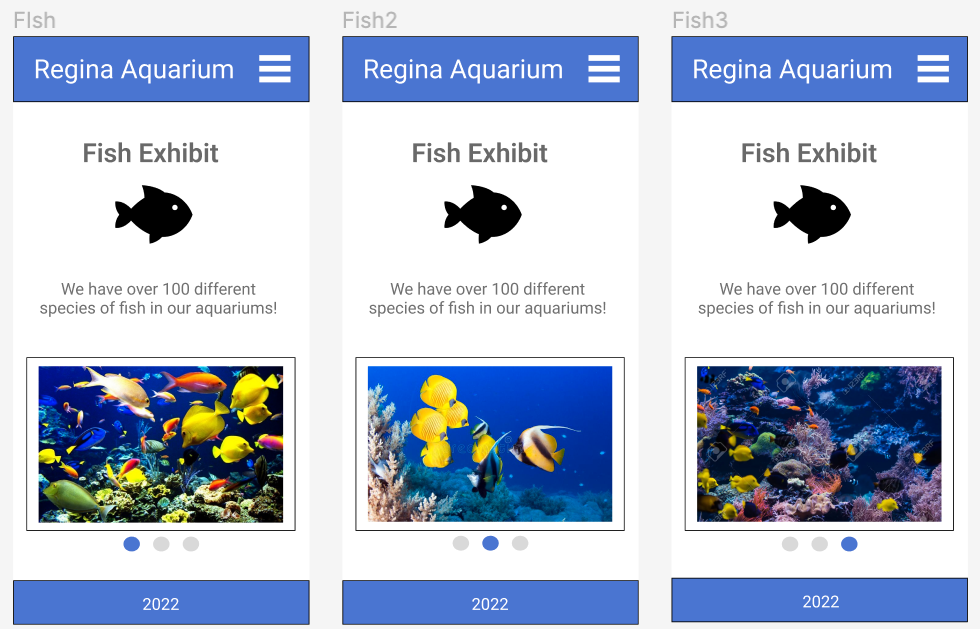 FIsh
Regina Aquarium
Fish Exhibit
We have over 100 different
species of fish in our aquariums!
2022
Fish2
Regina Aquarium
Fish Exhibit
We have over 100 different
species of fish in our aquariums!
2022
Fish3
Regina Aquarium
Fish Exhibit
We have over 100 different
species of fish in our aquariums!
2022